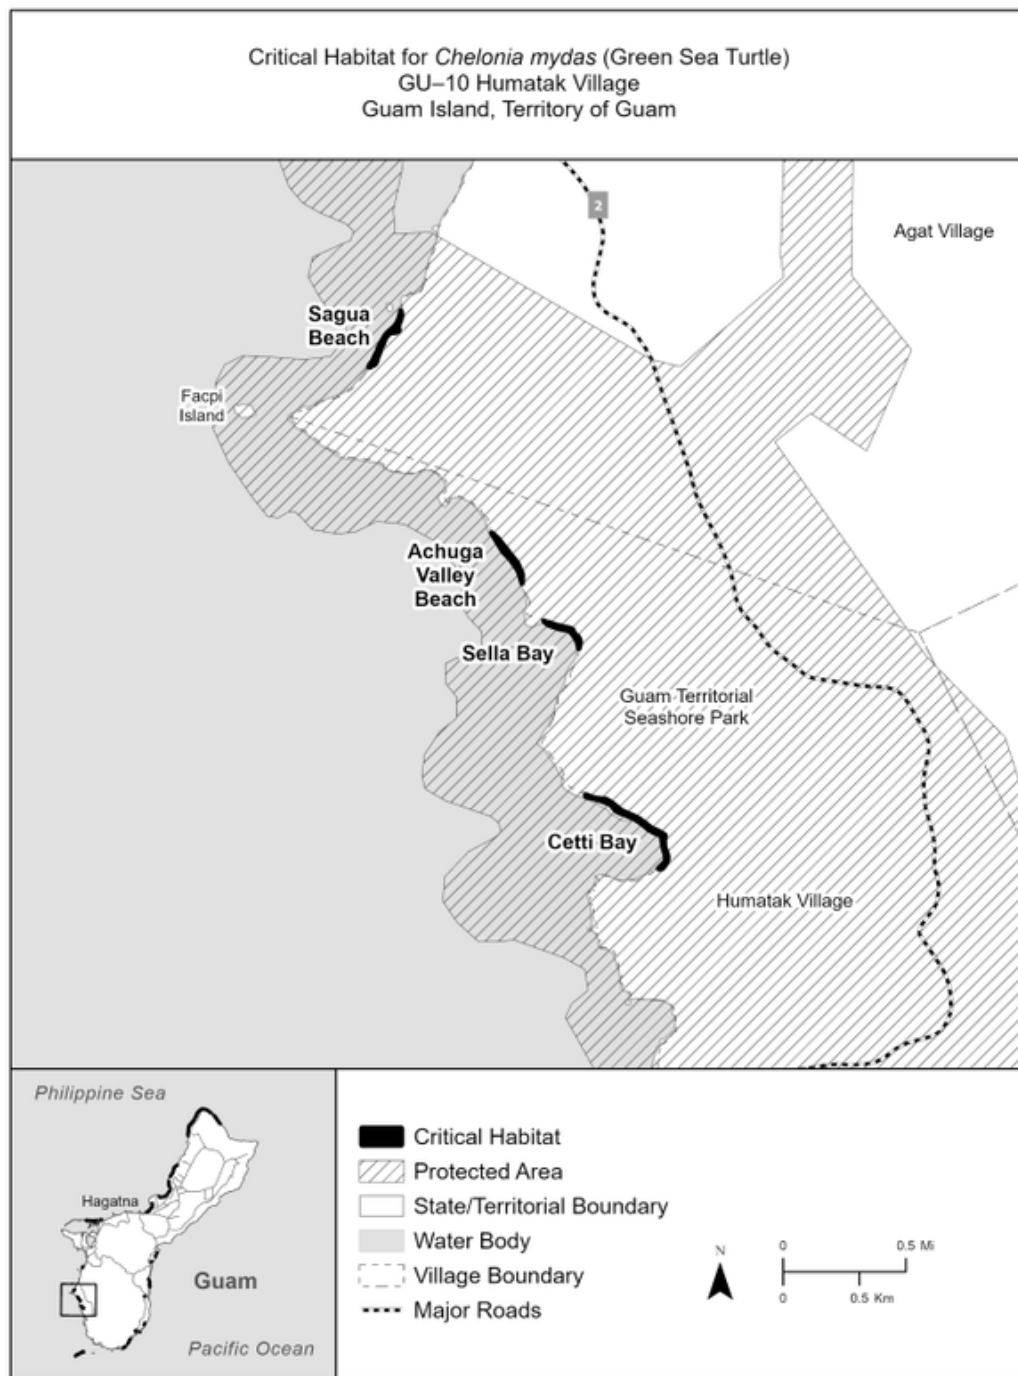 Critical Habitat for Chelonia mydas (Green Sea Turtle)
GU–10 Humatak Village
Guam Island, Territory of Guam
2
Agat Village
Sagua
Beach
Facpi
Island
Achuga
Valley
Beach
Sella Bay
Guam Territorial
Seashore Park
Cetti Bay
Humatak Village
Philippine Sea
Hagatna
Guam
Pacific Ocean
Critical Habitat
Protected Area
State/Territorial Boundary
Water Body
Village Boundary
Major Roads
N
0 0.5 Mi
0 0.5 Km